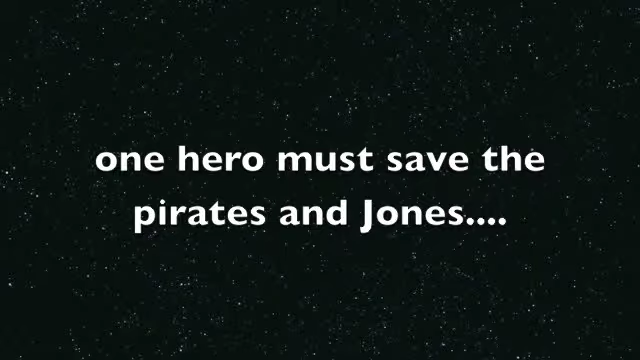 one hero must save the
pirates and Jones....